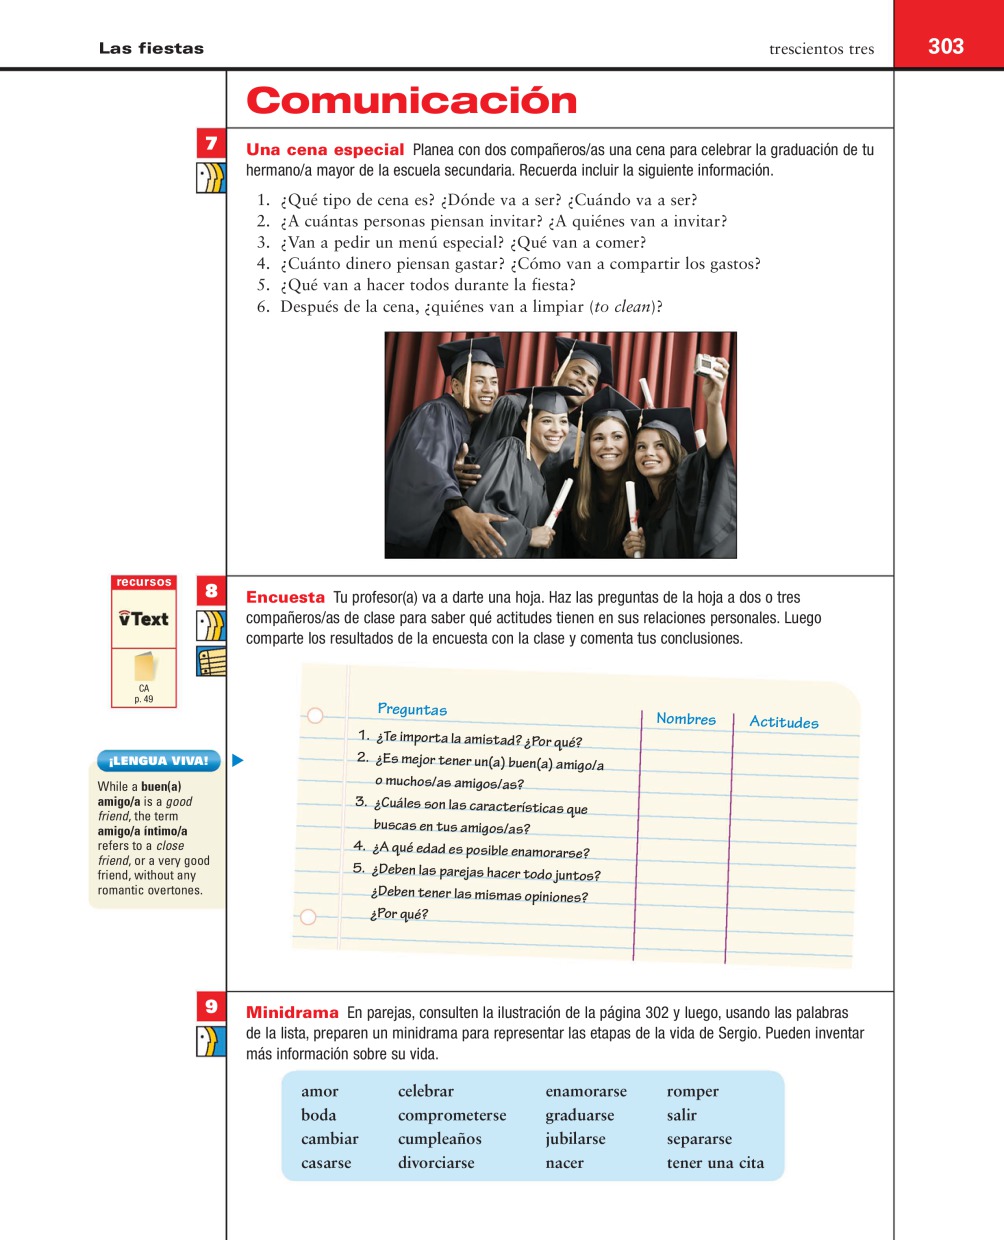 Las fiestas
trescientos tres
303
Comunicación
7
Una cena especial Planea con dos compañeros/as una cena para celebrar la graduación de tu
hermano/a mayor de la escuela secundaria. Recuerda incluir la siguiente información.
1. ¿Qué tipo de cena es? ¿Dónde va a ser? ¿Cuándo va a ser?
2. ¿A cuántas personas piensan invitar? ¿A quiénes van a invitar?
3. ¿Van a pedir un menú especial? ¿Qué van a comer?
4. ¿Cuánto dinero piensan gastar? ¿Cómo van a compartir los gastos?
5. ¿Qué van a hacer todos durante la fiesta?
6. Después de la cena, ¿quiénes van a limpiar (to clean)?
recursos
vText
CA
p. 49
8
Encuesta Tu profesor(a) va a darte una hoja. Haz las preguntas de la hoja a dos o tres
compañeros/as de clase para saber qué actitudes tienen en sus relaciones personales. Luego
comparte los resultados de la encuesta con la clase y comenta tus conclusiones.
Preguntas
Nombres
Actitudes
1. ¿Te importa la amistad? ¿Por qué?
2. ¿Es mejor tener un(a) buen(a) amigo/a
o muchos/as amigos/as?
3. ¿Cuáles son las características que
buscas en tus amigos/as?
4. ¿A qué edad es posible enamorarse?
5. ¿Deben las parejas hacer todo juntos?
¿Deben tener las mismas opiniones?
¿Por qué?
¡LENGUA VIVA!
While a buen(a)
amigo/a is a good
friend, the term
amigo/a íntimo/a
refers to a close
friend, or a very good
friend, without any
romantic overtones.
9
Minidrama En parejas, consulten la ilustración de la página 302 y luego, usando las palabras
de la lista, preparen un minidrama para representar las etapas de la vida de Sergio. Pueden inventar
más información sobre su vida.
amor celebrar enamorarse romper
boda comprometerse graduarse salir
cambiar cumpleaños jubilarse separarse
casarse divorciarse nacer tener una cita